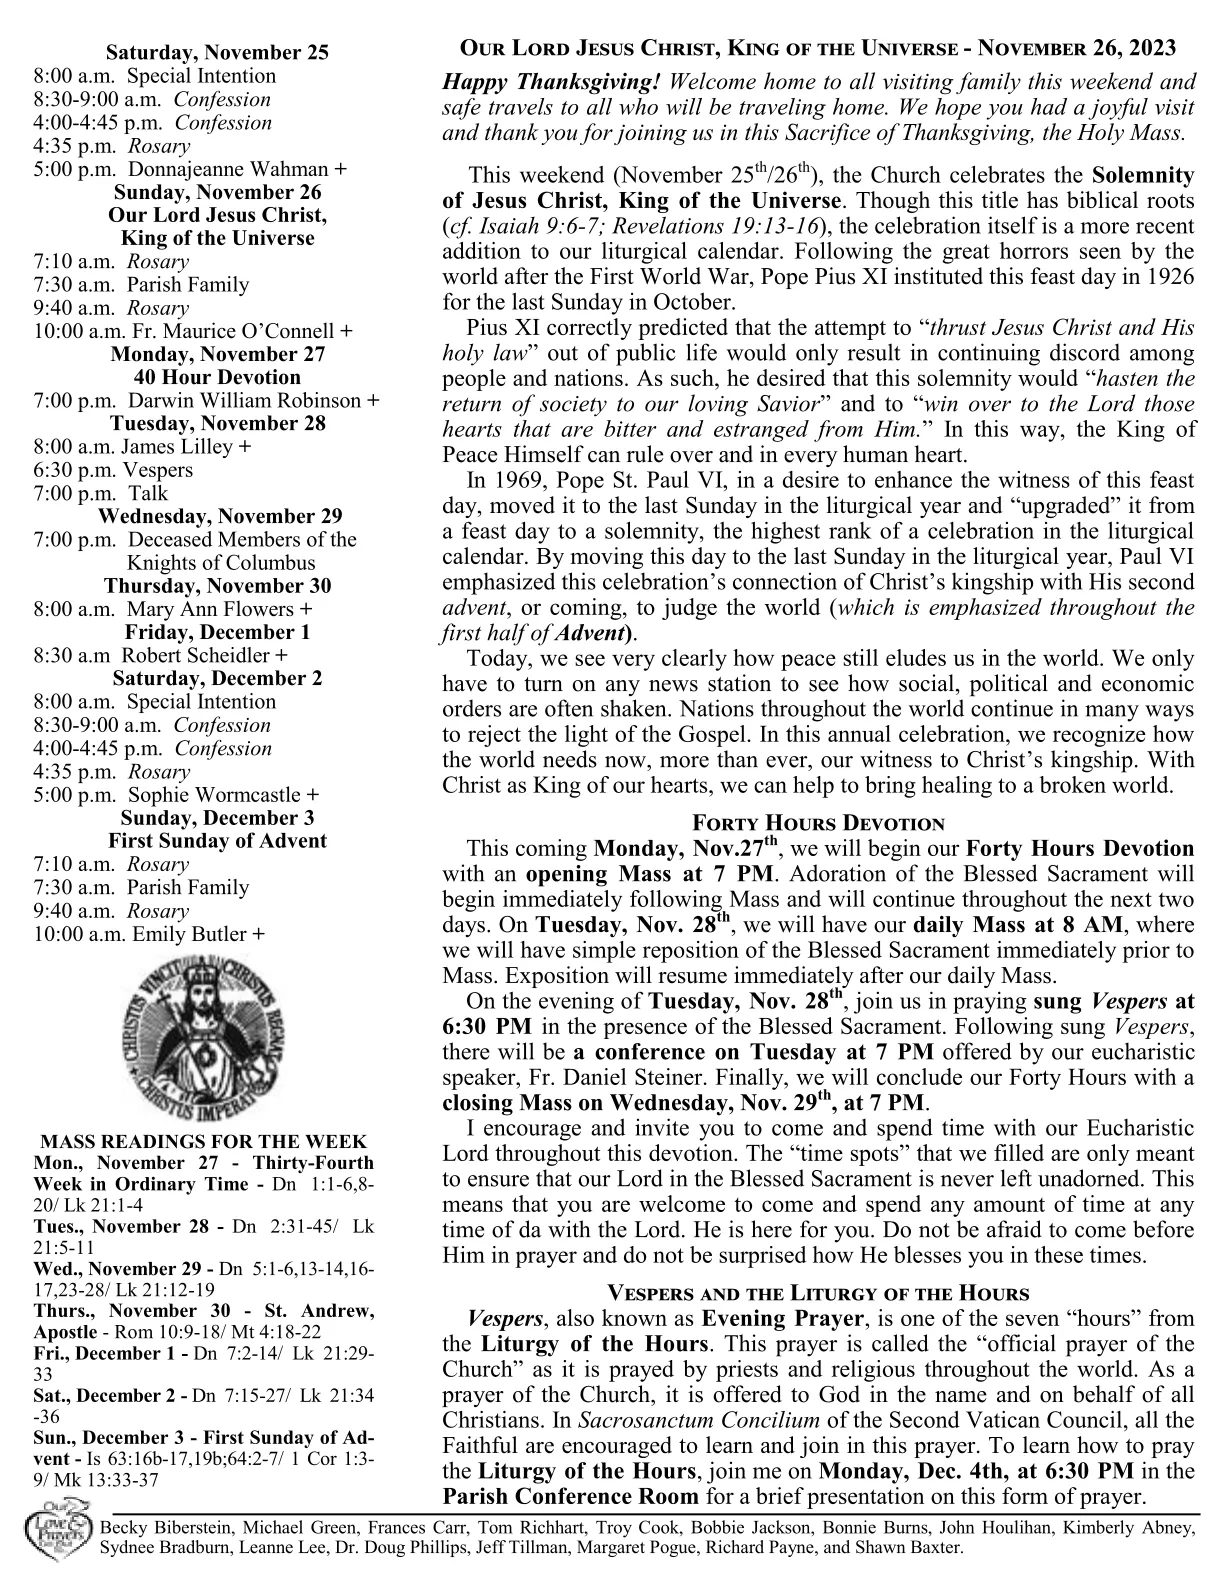 Saturday, November 25
8:00 a.m. Special Intention
8:30-9:00 a.m. Confession
4:00-4:45 p.m. Confession
4:35 p.m. Rosary
5:00 p.m. Donnajeanne Wahman +
Sunday, November 26
Our Lord Jesus Christ,
King of the Universe
7:10 a.m. Rosary
7:30 a.m. Parish Family
9:40 a.m. Rosary
10:00 a.m. Fr. Maurice O’Connell +
Monday, November 27
40 Hour Devotion
7:00 p.m. Darwin William Robinson +
Tuesday, November 28
8:00 a.m. James Lilley +
6:30 p.m. Vespers
7:00 p.m. Talk
Wednesday, November 29
7:00 p.m. Deceased Members of the
Knights of Columbus
Thursday, November 30
8:00 a.m. Mary Ann Flowers +
Friday, December 1
8:30 a.m Robert Scheidler +
Saturday, December 2
8:00 a.m. Special Intention
8:30-9:00 a.m. Confession
4:00-4:45 p.m. Confession
4:35 p.m. Rosary
5:00 p.m. Sophie Wormcastle +
Sunday, December 3
First Sunday of Advent
7:10 a.m. Rosary
7:30 a.m. Parish Family
9:40 a.m. Rosary
10:00 a.m. Emily Butler +
CHRISTUS VINCIT CHRISTUS REGNAT
CHRISTUS IMPERAT
MASS READINGS FOR THE WEEK
Mon., November 27 - Thirty-Fourth
Week in Ordinary Time - Dn 1:1-6,8-
20/ Lk 21:1-4
Tues., November 28 - Dn 2:31-45/ Lk
21:5-11
Wed., November 29 - Dn 5:1-6,13-14,16-
17,23-28/ Lk 21:12-19
Thurs., November 30 - St. Andrew,
Apostle - Rom 10:9-18/ Mt 4:18-22
Fri., December 1 - Dn 7:2-14/ Lk 21:29-
33
Sat., December 2 - Dn 7:15-27/ Lk 21:34
-36
Sun., December 3 - First Sunday of Ad-
vent - Is 63:16b-17,19b;64:2-7/ 1 Cor 1:3-
9/ Mk 13:33-37
Our Lord Jesus Christ, King of the Universe - November 26, 2023
Happy Thanksgiving! Welcome home to all visiting family this weekend and
safe travels to all who will be traveling home. We hope you had a joyful visit
and thank you for joining us in this Sacrifice of Thanksgiving, the Holy Mass.
This weekend (November 25th/26th), the Church celebrates the Solemnity
of Jesus Christ, King of the Universe. Though this title has biblical roots
(cf. Isaiah 9:6-7; Revelations 19:13-16), the celebration itself is a more recent
addition to our liturgical calendar. Following the great horrors seen by the
world after the First World War, Pope Pius XI instituted this feast day in 1926
for the last Sunday in October.
Pius XI correctly predicted that the attempt to “thrust Jesus Christ and His
holy law” out of public life would only result in continuing discord among
people and nations. As such, he desired that this solemnity would “hasten the
return of society to our loving Savior” and to “win over to the Lord those
hearts that are bitter and estranged from Him.” In this way, the King of
Peace Himself can rule over and in every human heart.
In 1969, Pope St. Paul VI, in a desire to enhance the witness of this feast
day, moved it to the last Sunday in the liturgical year and “upgraded” it from
a feast day to a solemnity, the highest rank of a celebration in the liturgical
calendar. By moving this day to the last Sunday in the liturgical year, Paul VI
emphasized this celebration’s connection of Christ’s kingship with His second
advent, or coming, to judge the world (which is emphasized throughout the
first half of Advent).
Today, we see very clearly how peace still eludes us in the world. We only
have to turn on any news station to see how social, political and economic
orders are often shaken. Nations throughout the world continue in many ways
to reject the light of the Gospel. In this annual celebration, we recognize how
the world needs now, more than ever, our witness to Christ’s kingship. With
Christ as King of our hearts, we can help to bring healing to a broken world.
Forty Hours Devotion
This coming Monday, Nov.27th, we will begin our Forty Hours Devotion
with an opening Mass at 7 PM. Adoration of the Blessed Sacrament will
begin immediately following Mass and will continue throughout the next two
days. On Tuesday, Nov. 28th, we will have our daily Mass at 8 AM, where
we will have simple reposition of the Blessed Sacrament immediately prior to
Mass. Exposition will resume immediately after our daily Mass.
On the evening of Tuesday, Nov. 28th, join us in praying sung Vespers at
6:30 PM in the presence of the Blessed Sacrament. Following sung Vespers,
there will be a conference on Tuesday at 7 PM offered by our eucharistic
speaker, Fr. Daniel Steiner. Finally, we will conclude our Forty Hours with a
closing Mass on Wednesday, Nov. 29th, at 7 PM.
I encourage and invite you to come and spend time with our Eucharistic
Lord throughout this devotion. The “time spots” that we filled are only meant
to ensure that our Lord in the Blessed Sacrament is never left unadorned. This
means that you are welcome to come and spend any amount of time at any
time of da with the Lord. He is here for you. Do not be afraid to come before
Him in prayer and do not be surprised how He blesses you in these times.
Vespers and the Liturgy of the Hours
Vespers, also known as Evening Prayer, is one of the seven “hours” from
the Liturgy of the Hours. This prayer is called the “official prayer of the
Church” as it is prayed by priests and religious throughout the world. As a
prayer of the Church, it is offered to God in the name and on behalf of all
Christians. In Sacrosanctum Concilium of the Second Vatican Council, all the
Faithful are encouraged to learn and join in this prayer. To learn how to pray
the Liturgy of the Hours, join me on Monday, Dec. 4th, at 6:30 PM in the
Parish Conference Room for a brief presentation on this form of prayer.
Our
Love &
Prayers
Becky Biberstein, Michael Green, Frances Carr, Tom Richhart, Troy Cook, Bobbie Jackson, Bonnie Burns, John Houlihan, Kimberly Abney,
Sydnee Bradburn, Leanne Lee, Dr. Doug Phillips, Jeff Tillman, Margaret Pogue, Richard Payne, and Shawn Baxter.